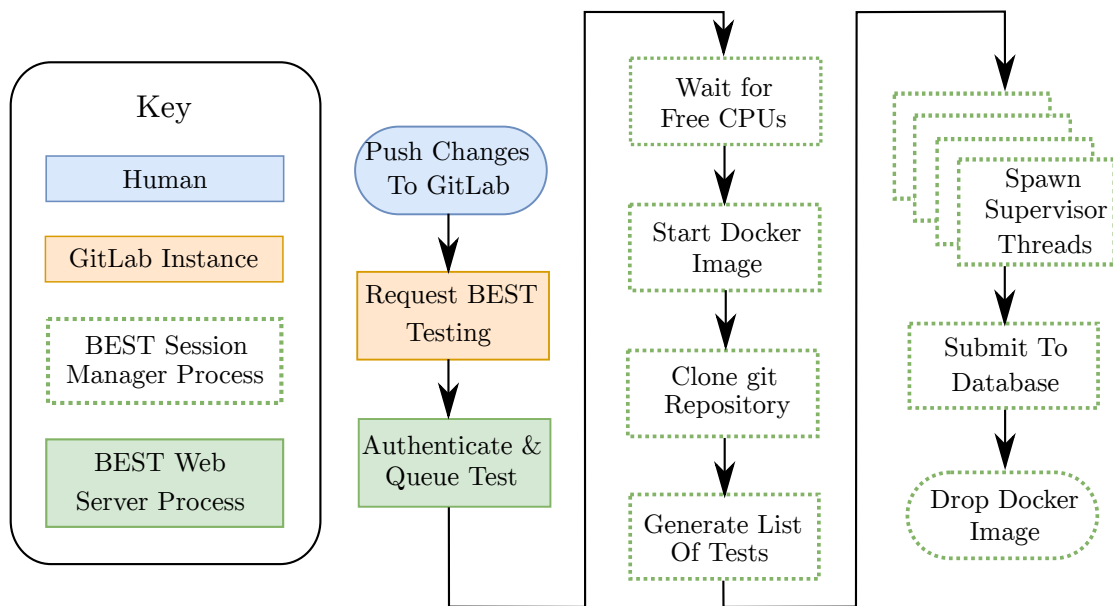 Key
Human
GitLab Instance
BEST Session
Manager Process
BEST Web
Server Process
Push Changes
To GitLab
Request BEST
Testing
Authenticate &
Queue Test
Wait for
Free CPUs
Start Docker
Image
Clone git
Repository
Generate List
Of Tests
Spawn
Supervisor
Threads
Submit To
Database
Drop Docker
Image